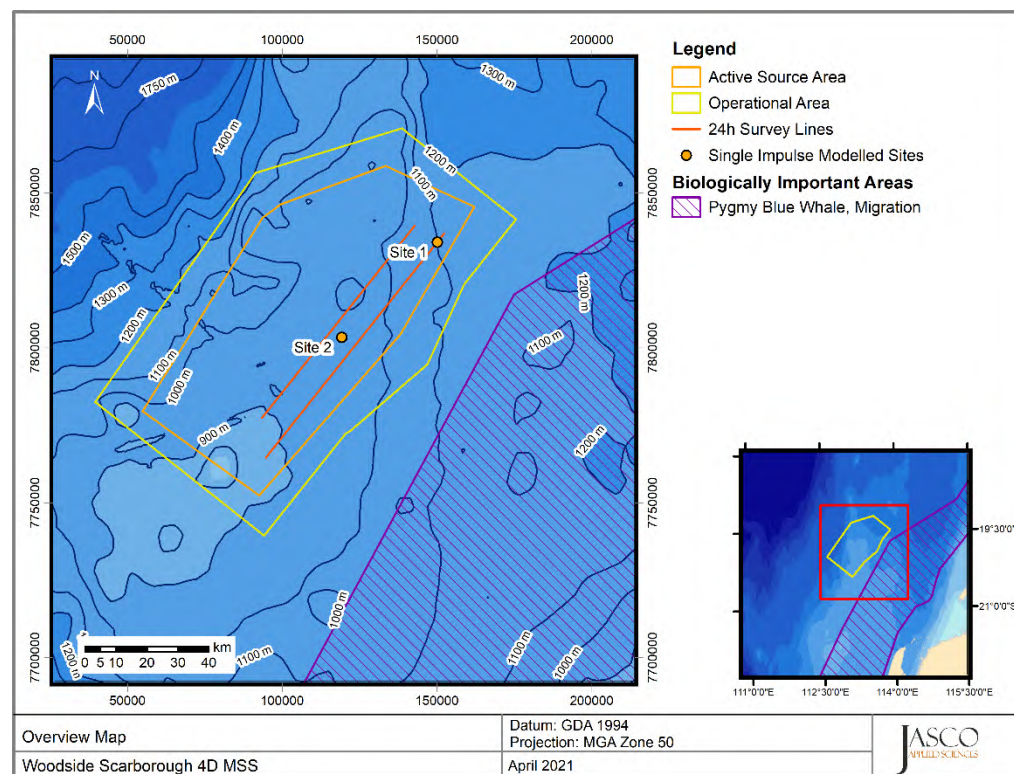 50000 100000 150000 200000
7850000
7800000
7750000
7700000
7850000
7800000
7750000
7700000
N
1750 m
1400 m
1300 m
1200 m
1100 m
1500 m
1300 m
1200 m
1100 m
1000 m
900 m
Site 1
Site 2
1200 m
1100 m
1200 m
1000 m
1100 m
1200 m
1100 m
1000 m
km
0 5 10 20 30 40
50000 100000 150000 200000
Legend
Active Source Area
Operational Area
24h Survey Lines
Single Impulse Modelled Sites
Biologically Important Areas
Pygmy Blue Whale, Migration
19°30'0"S
21°0'0"S
111°0'0"E 112°30'0"E 114°0'0"E 115°30'0"E
Overview Map
Datum: GDA 1994
Projection: MGA Zone 50
Woodside Scarborough 4D MSS
April 2021
JASCO
APPLIED SCIENCES